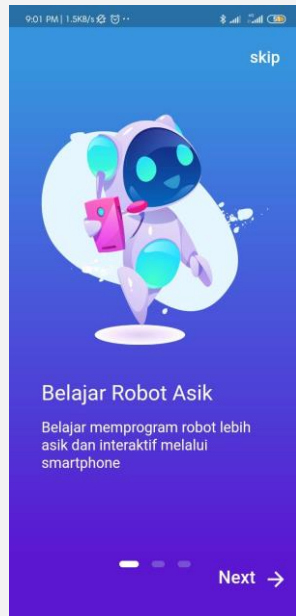 9:01 PM | 1.5KB/s
skip
Belajar Robot Asik
Belajar memprogram robot lebih
asik dan interaktif melalui
smartphone
Next